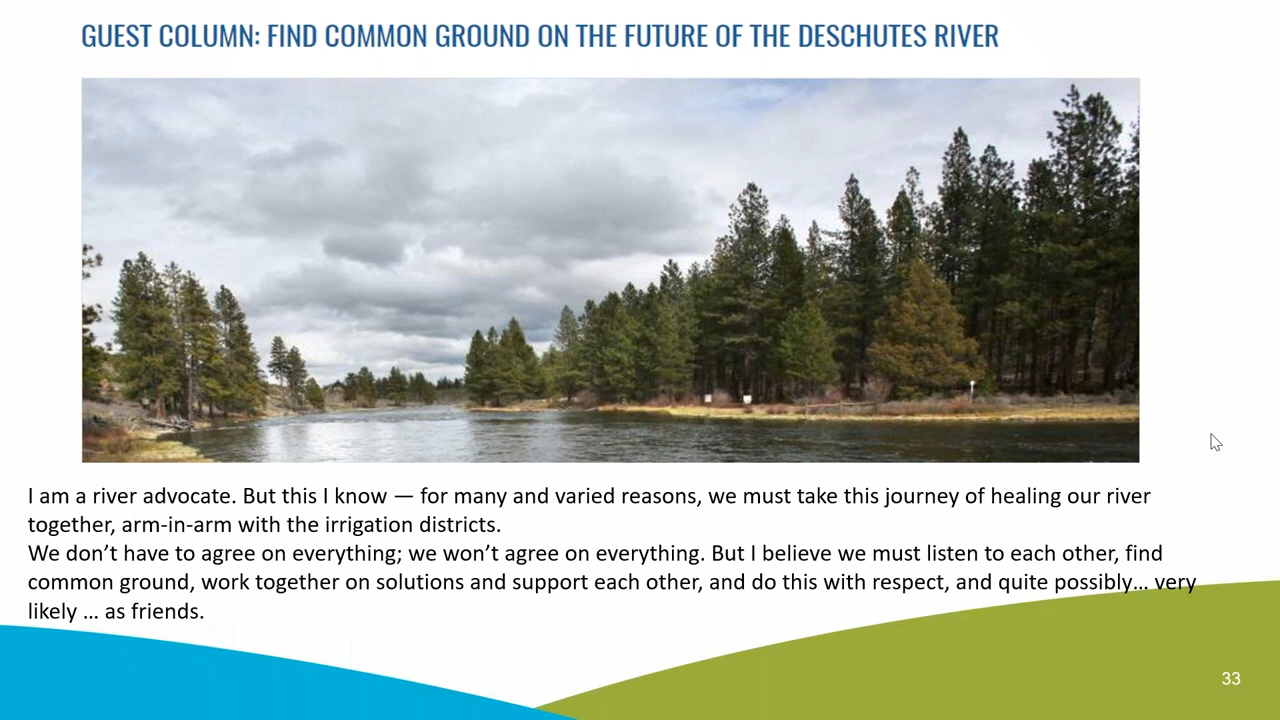 GUEST COLUMN: FIND COMMON GROUND ON THE FUTURE OF THE DESCHUTES RIVER
I am a river advocate. But this I know — for many and varied reasons, we must take this journey of healing our river
together, arm-in-arm with the irrigation districts.
We don’t have to agree on everything; we won’t agree on everything. But I believe we must listen to each other, find
common ground, work together on solutions and support each other, and do this with respect, and quite possibly… very
likely … as friends.
33